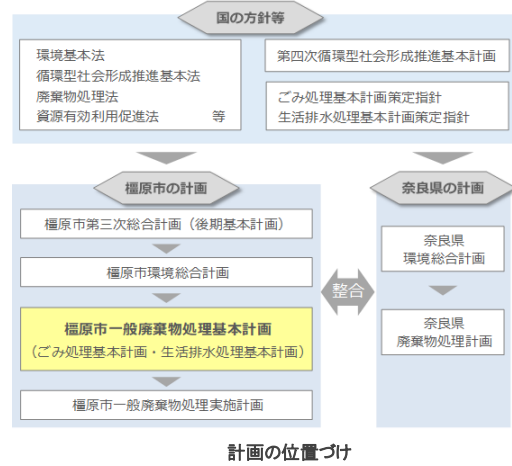 国の方針等
環境基本法
循環型社会形成推進基本法
廃棄物処理法
資源有効利用促進法 等
第四次循環型社会形成推進基本計画
ごみ処理基本計画策定指針
生活排水処理基本計画策定指針
橿原市の計画
橿原市第三次総合計画（後期基本計画）
橿原市環境総合計画
橿原市一般廃棄物処理基本計画
（ごみ処理基本計画・生活排水処理基本計画）
橿原市一般廃棄物処理実施計画
整合
奈良県の計画
奈良県
環境総合計画
奈良県
廃棄物処理計画
計画の位置づけ